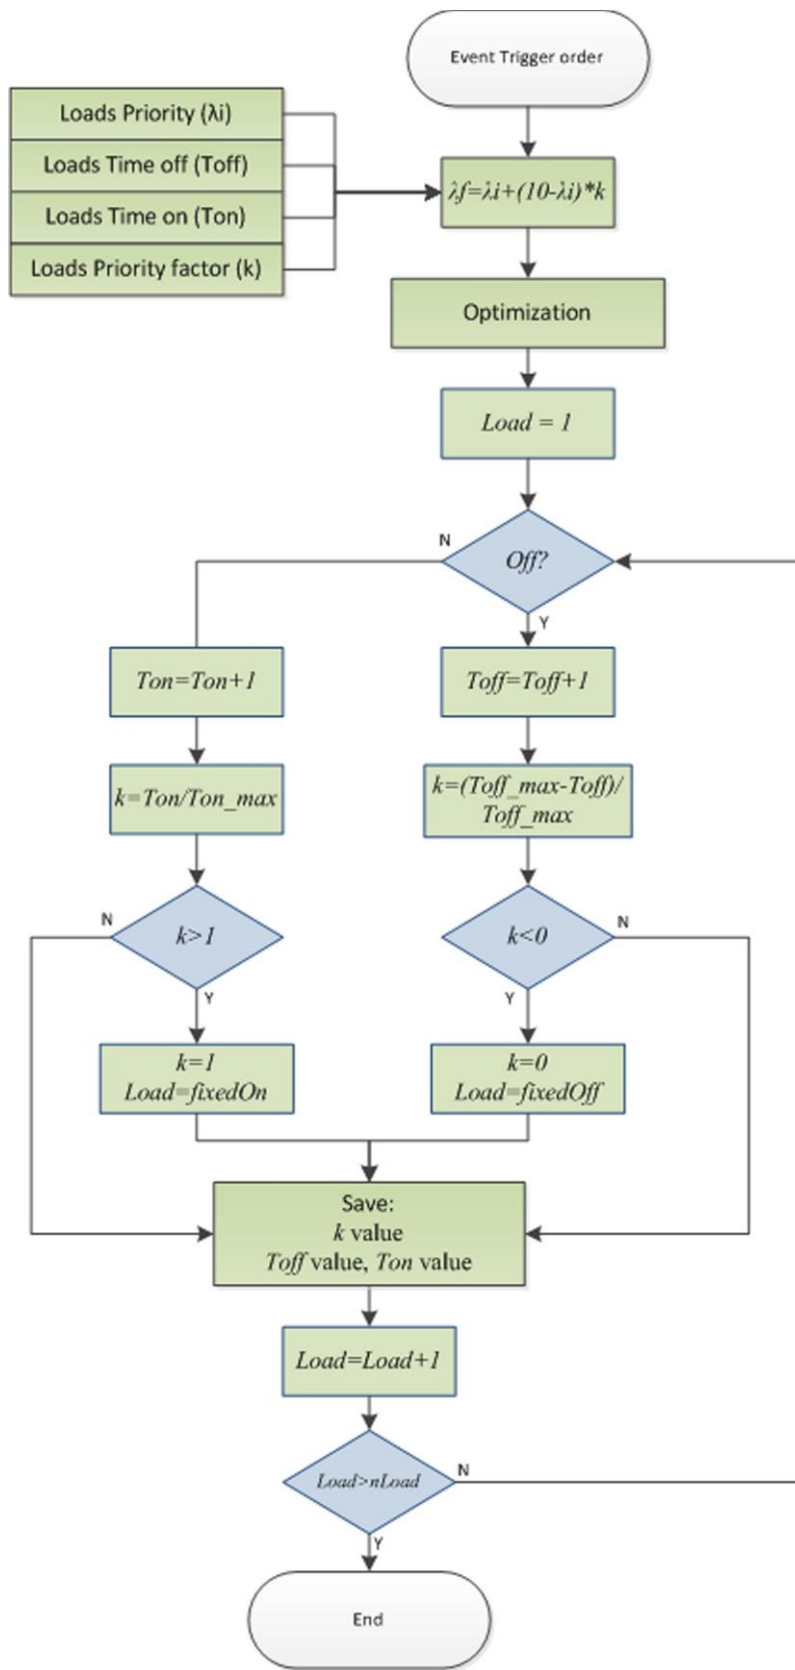 Event Trigger order
Loads Priority (λi)
Loads Time off (Toff)
Loads Time on (Ton)
Loads Priority factor (k)
λf=λi+(10-λi)*k
Optimization
Load = 1
N
Off?
Y
Ton=Ton+1
Toff=Toff+1
k=Ton/Ton_max
k=(Toff_max-Toff)/
Toff_max
N
k>1
Y
k<0
N
Y
k=1
Load=fixedOn
k=0
Load=fixedOff
Save:
k value
Toff value, Ton value
Load=Load+1
Load>nLoad
N
Y
End